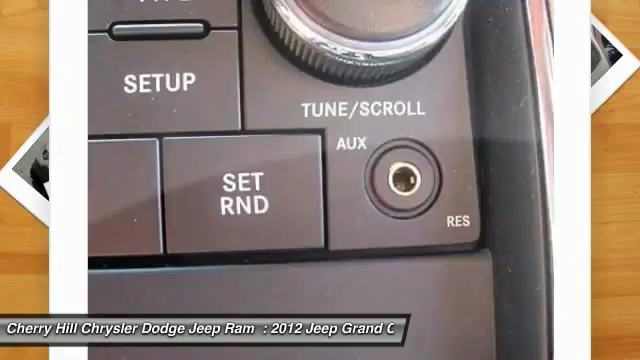 SETUP
TUNE/SCROLL
AUX
SET
RND
RES
Cherry Hill Chrysler Dodge Jeep Ram : 2012 Jeep Grand C